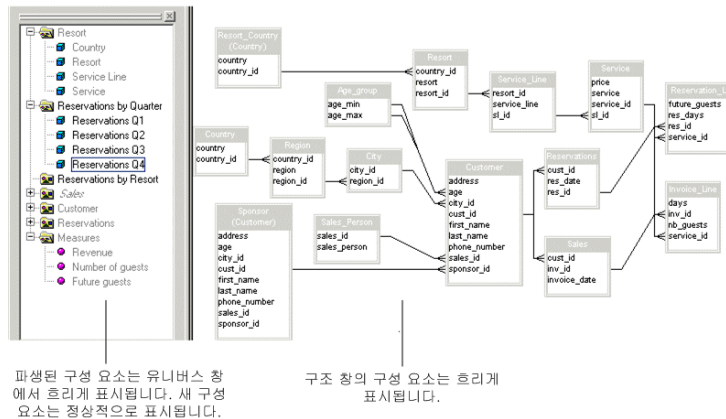 Resort
Country
Resort
Service Line
Service
Reservations by Quarter
Reservations Q1
Reservations Q2
Reservations Q3
Reservations Q4
Reservations by Resort
Sales
Customer
Reservations
Measures
Revenue
Number of guests
Future guests
Resort_Country
(Country)
country
country_id
Resort
country_id
resort
resort_id
Service_Line
resort_id
service_line
sl_id
Service
price
service
service_id
sl_id
Reservation_L
future_guests
res_days
res_id
service_id
Age_group
age_min
age_max
Country
country
country_id
Region
country_id
region
region_id
City
city_id
region_id
Customer
address
age
city_id
cust_id
first_name
last_name
phone_number
sales_id
sponsor_id
Reservations
cust_id
res_date
res_id
Invoice_Line
days
inv_id
nb_guests
service_id
Sponsor
(Customer)
address
age
city_id
cust_id
first_name
last_name
phone_number
sales_id
sponsor_id
Sales_Person
sales_id
sales_person
Sales
cust_id
inv_id
invoice_date
파생된 구성 요소는 유니버스 창
에서 흐리게 표시됩니다. 새 구성
요소는 정상적으로 표시됩니다.
구조 창의 구성 요소는 흐리게
표시됩니다.